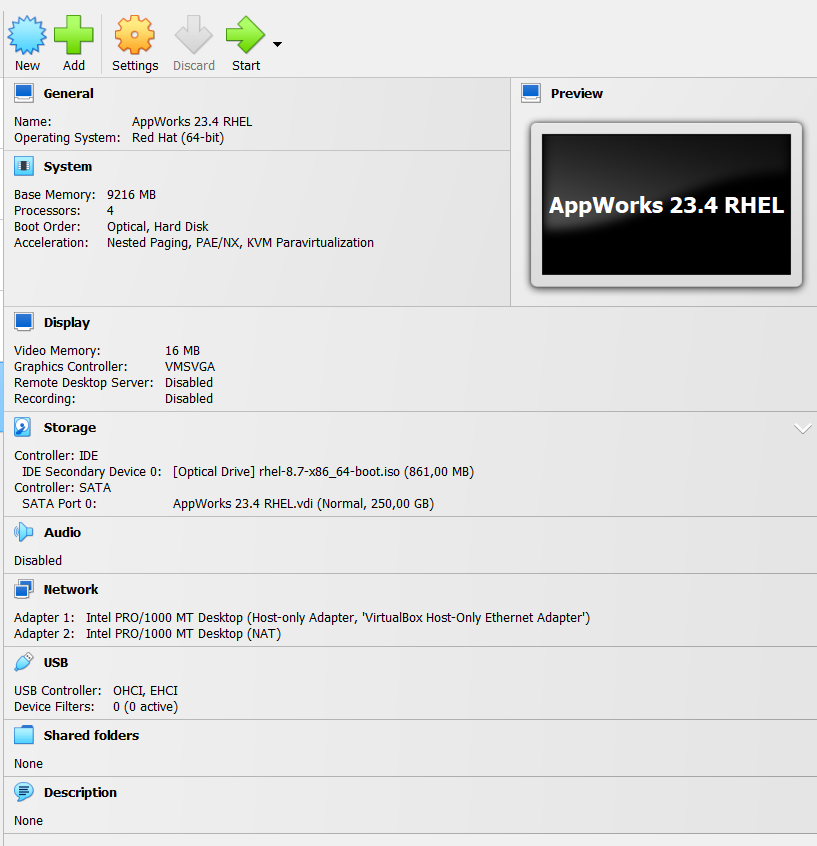 New Add Settings Discard Start
General
Name: AppWorks 23.4 RHEL
Operating System: Red Hat (64-bit)
System
Base Memory: 9216 MB
Processors: 4
Boot Order: Optical, Hard Disk
Acceleration: Nested Paging, PAE/NX, KVM Paravirtualization
Preview
AppWorks 23.4 RHEL
Display
Video Memory: 16 MB
Graphics Controller: VMSVGA
Remote Desktop Server: Disabled
Recording: Disabled
Storage
Controller: IDE
IDE Secondary Device 0: [Optical Drive] rhel-8.7-x86_64-boot.iso (861,00 MB)
Controller: SATA
SATA Port 0: AppWorks 23.4 RHEL.vdi (Normal, 250,00 GB)
Audio
Disabled
Network
Adapter 1: Intel PRO/1000 MT Desktop (Host-only Adapter, 'VirtualBox Host-Only Ethernet Adapter')
Adapter 2: Intel PRO/1000 MT Desktop (NAT)
USB
USB Controller: OHCI, EHCI
Device Filters: 0 (0 active)
Shared folders
None
Description
None